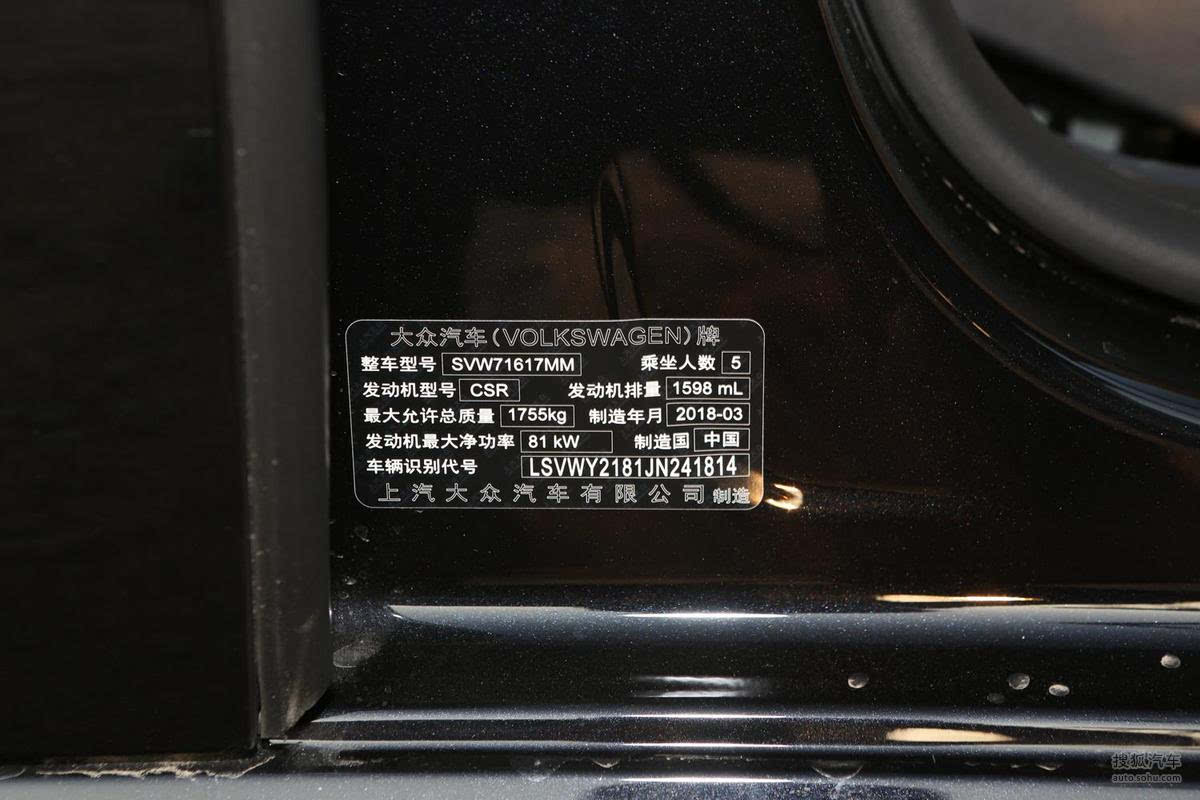 大众汽车(VOLKSWAGEN)牌
整车型号 SVW71617MM 乘坐人数 5
发动机型号 CSR 发动机排量 1598 mL
最大允许总质量 1755kg 制造年月 2018-03
发动机最大净功率 81 kW 制造国 中国
车辆识别代号 LSVWY2181JN241814
上汽大众汽车有限公司 制造
搜狐汽车
auto.sohu.com